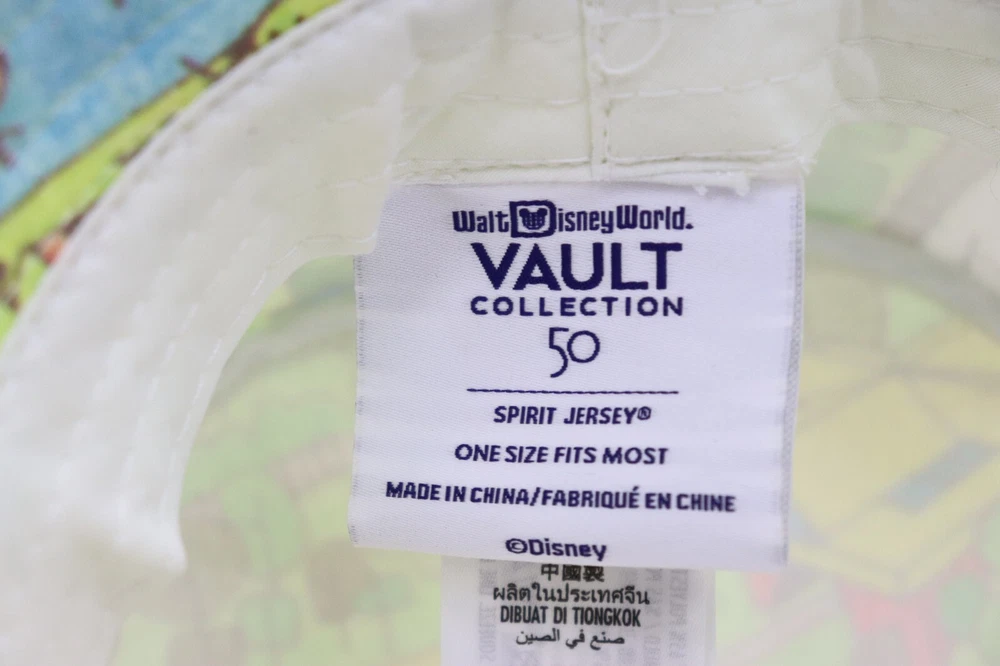 Walt Disney World.
VAULT
COLLECTION
50
SPIRIT JERSEY®
ONE SIZE FITS MOST
MADE IN CHINA/FABRIQUÉ EN CHINE
©Disney
中國製
ผลิตในประเทศจีน
DIBUAT DI TIONGKOK
صنع في الصين